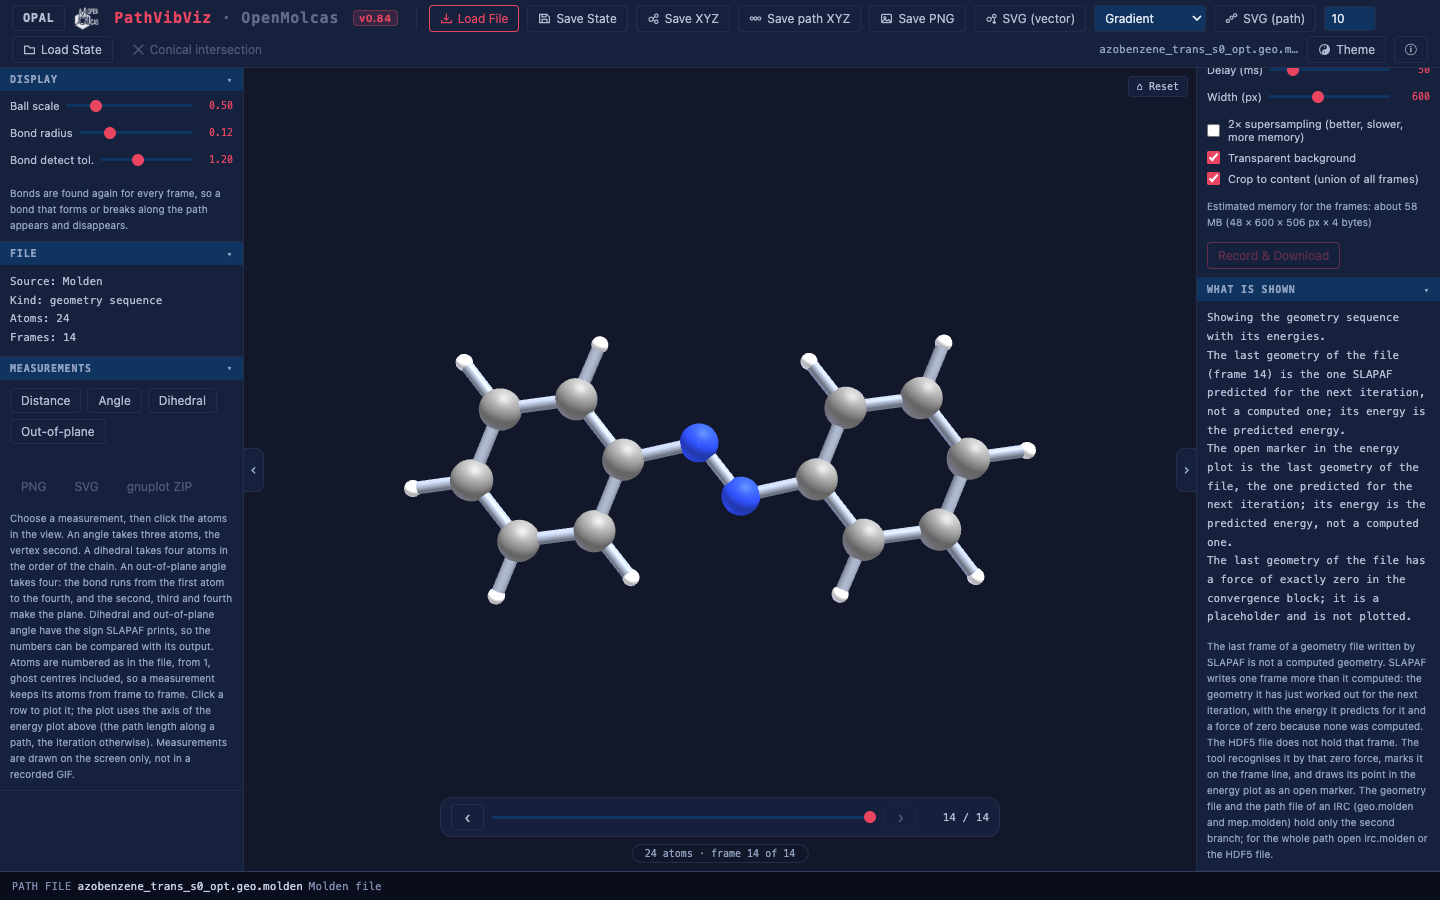 OPAL
OPEN
PathVibViz · OpenMolcas
v0.84
Load File
Save State
Save XYZ
Save path XYZ
Save PNG
SVG (vector)
Gradient
SVG (path)
10
Load State
Conical intersection
azobenzene_trans_s0_opt.geo.m…
Theme
DISPLAY
Ball scale 0.50
Bond radius 0.12
Bond detect tol. 1.20
Bonds are found again for every frame, so a
bond that forms or breaks along the path
appears and disappears.
FILE
Source: Molden
Kind: geometry sequence
Atoms: 24
Frames: 14
MEASUREMENTS
Distance
Angle
Dihedral
Out-of-plane
PNG
SVG
gnuplot ZIP
Choose a measurement, then click the atoms
in the view. An angle takes three atoms, the
vertex second. A dihedral takes four atoms in
the order of the chain. An out-of-plane angle
takes four: the bond runs from the first atom
to the fourth, and the second, third and fourth
make the plane. Dihedral and out-of-plane
angle have the sign SLAPAF prints, so the
numbers can be compared with its output.
Atoms are numbered as in the file, from 1,
ghost centres included, so a measurement
keeps its atoms from frame to frame. Click a
row to plot it; the plot uses the axis of the
energy plot above (the path length along a
path, the iteration otherwise). Measurements
are drawn on the screen only, not in a
recorded GIF.
⌂ Reset
‹
›
‹
›
14 / 14
24 atoms · frame 14 of 14
Delay (ms) 50
Width (px) 600
2× supersampling (better, slower,
more memory)
Transparent background
Crop to content (union of all frames)
Estimated memory for the frames: about 58
MB (48 × 600 × 506 px × 4 bytes)
Record & Download
WHAT IS SHOWN
Showing the geometry sequence
with its energies.
The last geometry of the file
(frame 14) is the one SLAPAF
predicted for the next iteration,
not a computed one; its energy is
the predicted energy.
The open marker in the energy
plot is the last geometry of the
file, the one predicted for the
next iteration; its energy is the
predicted energy, not a computed
one.
The last geometry of the file has
a force of exactly zero in the
convergence block; it is a
placeholder and is not plotted.
The last frame of a geometry file written by
SLAPAF is not a computed geometry. SLAPAF
writes one frame more than it computed: the
geometry it has just worked out for the next
iteration, with the energy it predicts for it and
a force of zero because none was computed.
The HDF5 file does not hold that frame. The
tool recognises it by that zero force, marks it
on the frame line, and draws its point in the
energy plot as an open marker. The geometry
file and the path file of an IRC (geo.molden
and mep.molden) hold only the second
branch; for the whole path open irc.molden or
the HDF5 file.
PATH FILE azobenzene_trans_s0_opt.geo.molden Molden file